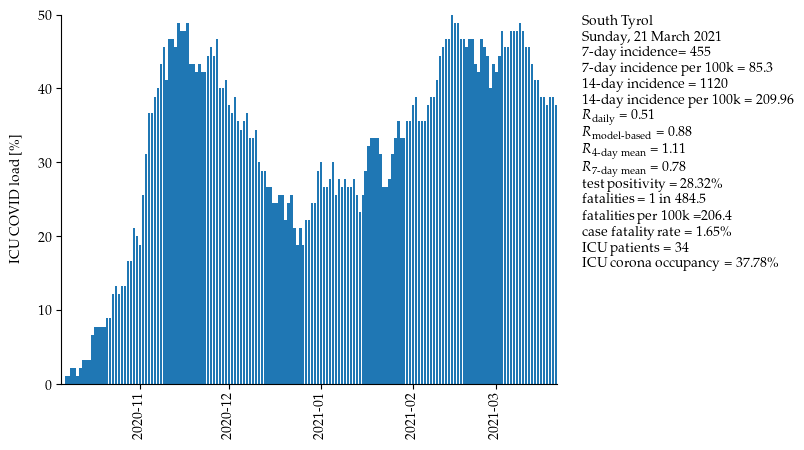 50
40
30
20
10
0
ICU COVID load [%]
2020-11
2020-12
2021-01
2021-02
2021-03
South Tyrol
Sunday, 21 March 2021
7-day incidence= 455
7-day incidence per 100k = 85.3
14-day incidence = 1120
14-day incidence per 100k = 209.96
R_daily = 0.51
R_model-based = 0.88
R_4-day mean = 1.11
R_7-day mean = 0.78
test positivity = 28.32%
fatalities = 1 in 484.5
fatalities per 100k =206.4
case fatality rate = 1.65%
ICU patients = 34
ICU corona occupancy = 37.78%